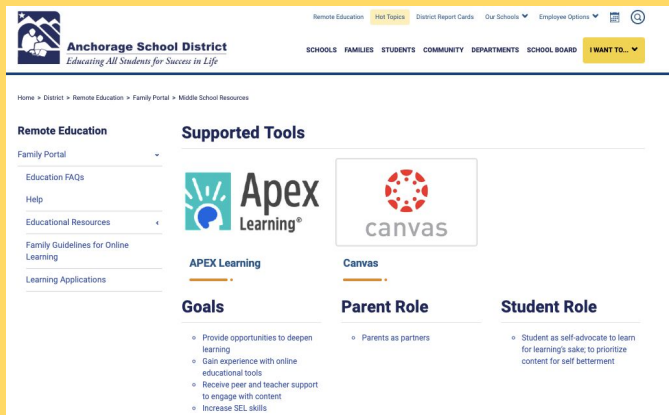 Remote Education Hot Topics District Report Cards Our Schools Employee Options
Anchorage School District
Educating All Students for Success in Life
SCHOOLS FAMILIES STUDENTS COMMUNITY DEPARTMENTS SCHOOL BOARD I WANT TO...
Home > District > Remote Education > Family Portal > Middle School Resources
Remote Education
Family Portal
Education FAQs
Help
Educational Resources
Family Guidelines for Online
Learning
Learning Applications
Supported Tools
Apex
Learning®
canvas
APEX Learning
Canvas
Goals
Provide opportunities to deepen
learning
Gain experience with online
educational tools
Receive peer and teacher support
to engage with content
Increase SEL skills
Parent Role
Parents as partners
Student Role
Student as self-advocate to learn
for learning's sake; to prioritize
content for self betterment